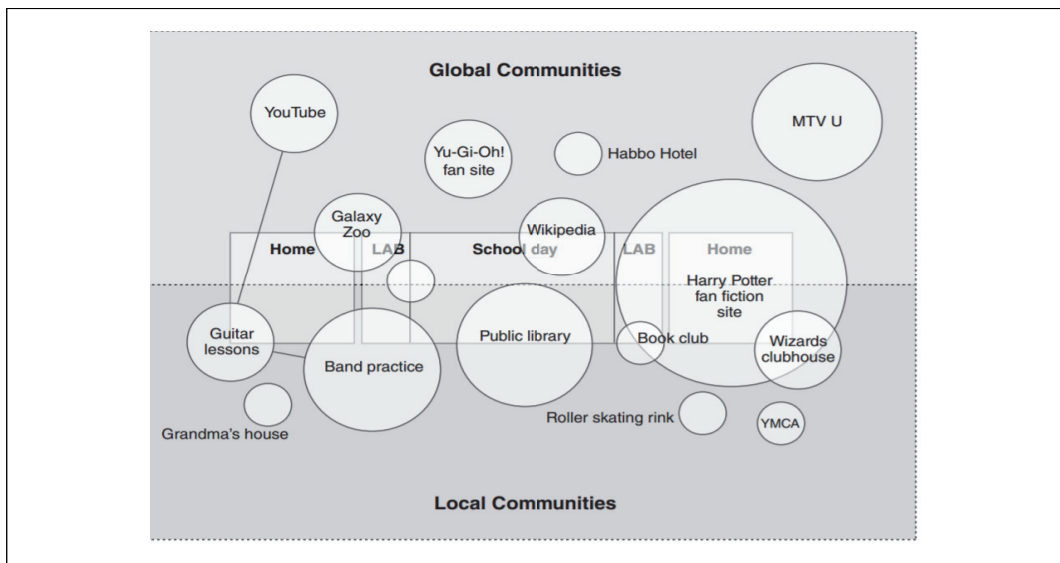 Global Communities
YouTube
MTV U
Yu-Gi-Oh!
fan site
Habbo Hotel
Galaxy
Zoo
Wikipedia
Home
LAB
School day
LAB
Home
Harry Potter
fan fiction
site
Guitar
lessons
Public library
Book club
Wizards
clubhouse
Band practice
Grandma's house
Roller skating rink
YMCA
Local Communities